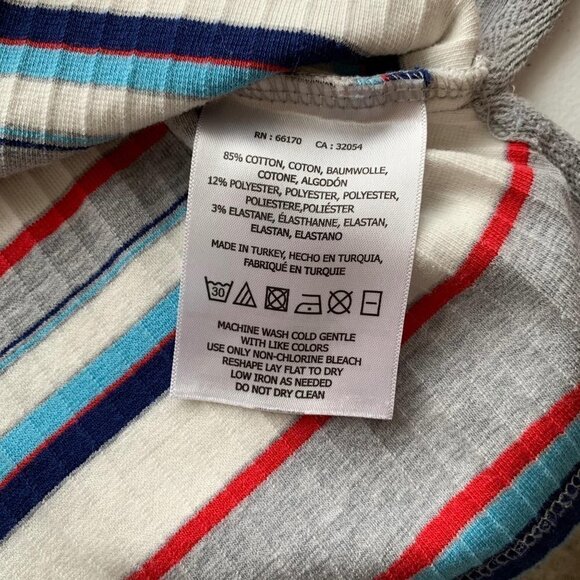 RN : 66170 CA : 32054
85% COTTON, COTON, BAUMWOLLE,
COTONE, ALGODÓN
12% POLYESTER, POLYESTER, POLYESTER,
POLIESTERE,POLIÉSTER
3% ELASTANE, ÉLASTHANNE, ELASTAN,
ELASTAN, ELASTANO
MADE IN TURKEY, HECHO EN TURQUIA,
FABRIQUÉ EN TURQUIE
30
MACHINE WASH COLD GENTLE
WITH LIKE COLORS
USE ONLY NON-CHLORINE BLEACH
RESHAPE LAY FLAT TO DRY
LOW IRON AS NEEDED
DO NOT DRY CLEAN